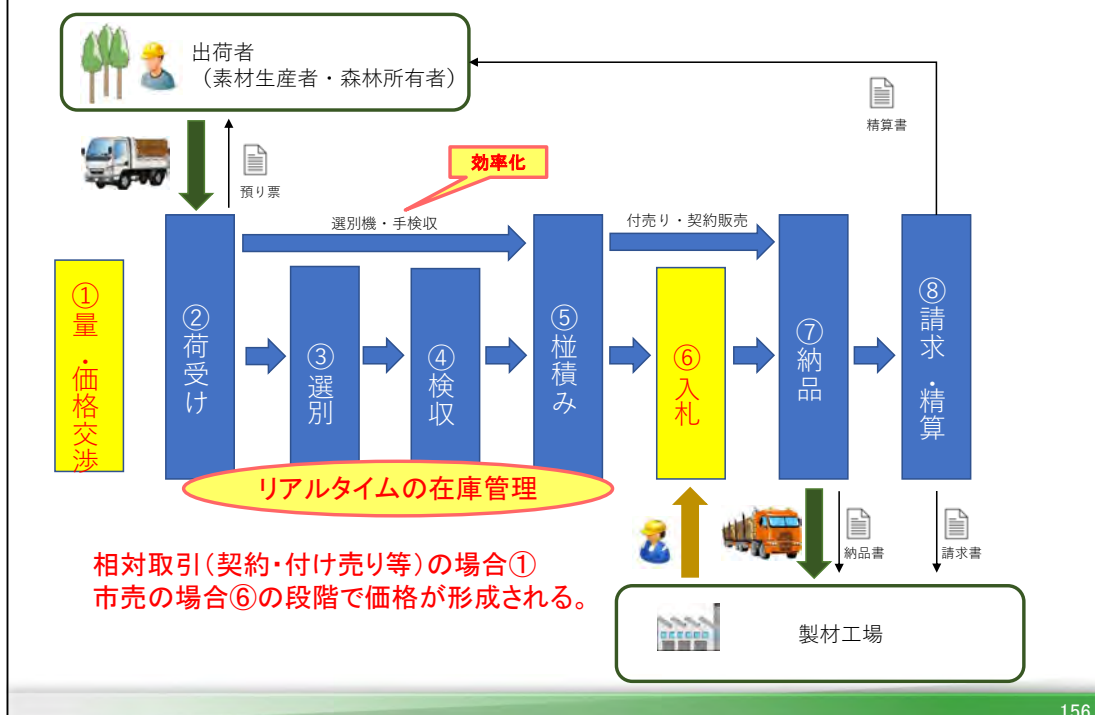 出荷者
（素材生産者・森林所有者）
精算書
預り票
効率化
選別機・手検収
付売り・契約販売
①量・価格交渉
②荷受け
③選別
④検収
⑤椪積み
⑥入札
⑦納品
⑧請求・精算
リアルタイムの在庫管理
納品書
請求書
相対取引（契約・付け売り等）の場合①
市売の場合⑥の段階で価格が形成される。
製材工場
156